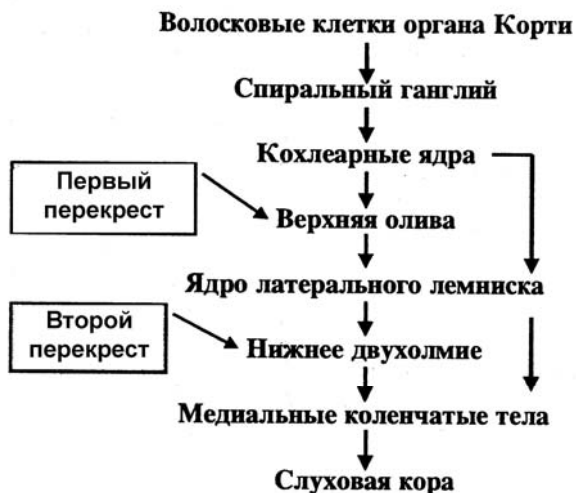 Волосковые клетки органа Корти
Спиральный ганглий
Кохлеарные ядра
Первый
перекрест
Верхняя олива
Ядро латерального лемниска
Второй
перекрест
Нижнее двухолмие
Медиальные коленчатые тела
Слуховая кора